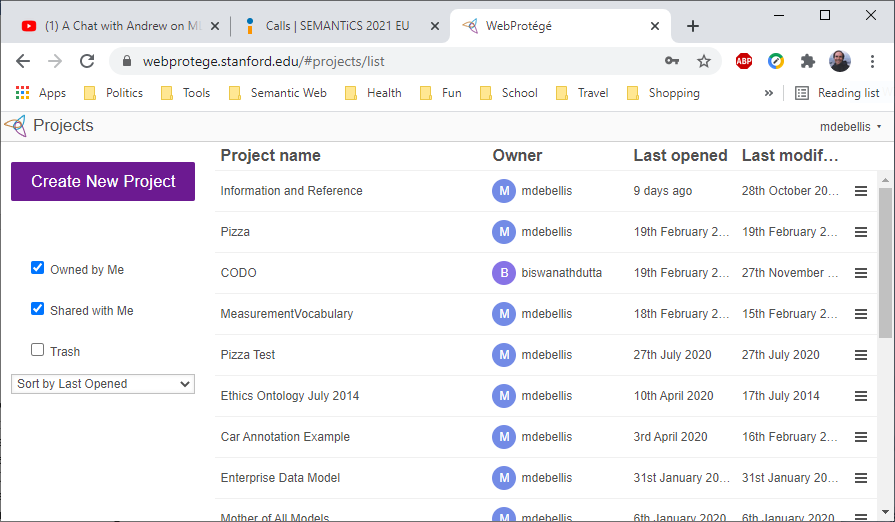 (1) A Chat with Andrew on ML
Calls | SEMANTiCS 2021 EU
WebProtégé
webprotege.stanford.edu/#projects/list
ABP
Apps
Politics
Tools
Semantic Web
Health
Fun
School
Travel
Shopping
»
Reading list
Projects
mdebellis
Create New Project
Owned by Me
Shared with Me
Trash
Sort by Last Opened
Project name Owner Last opened Last modif…
Information and Reference M mdebellis 9 days ago 28th October 20…
Pizza M mdebellis 19th February 2… 19th February 2…
CODO B biswanathdutta 19th February 2… 27th November …
MeasurementVocabulary M mdebellis 18th February 2… 15th February 2…
Pizza Test M mdebellis 27th July 2020 27th July 2020
Ethics Ontology July 2014 M mdebellis 10th April 2020 17th July 2014
Car Annotation Example M mdebellis 3rd April 2020 16th February 2…
Enterprise Data Model M mdebellis 31st January 20… 31st January 20…
Mother of All Models M mdebellis 6th January 2020 6th January 2020